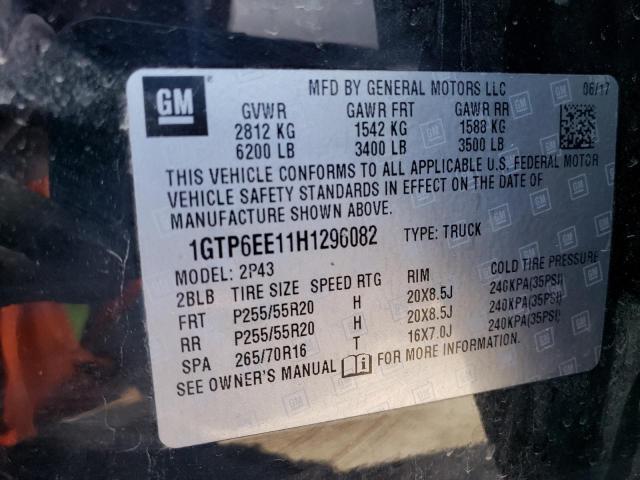 GM
MFD BY GENERAL MOTORS LLC 06/17
GVWR GAWR FRT GAWR RR
2812 KG 1542 KG 1588 KG
6200 LB 3400 LB 3500 LB
THIS VEHICLE CONFORMS TO ALL APPLICABLE U.S. FEDERAL MOTOR
VEHICLE SAFETY STANDARDS IN EFFECT ON THE DATE OF
MANUFACTURE SHOWN ABOVE.
1GTP6EE11H1296082 TYPE: TRUCK
MODEL: 2P43
2BLB TIRE SIZE SPEED RTG RIM COLD TIRE PRESSURE
FRT P255/55R20 H 20X8.5J 240KPA(35PSI)
RR P255/55R20 H 20X8.5J 240KPA(35PSI)
SPA 265/70R16 T 16X7.0J 240KPA(35PSI)
SEE OWNER'S MANUAL FOR MORE INFORMATION.